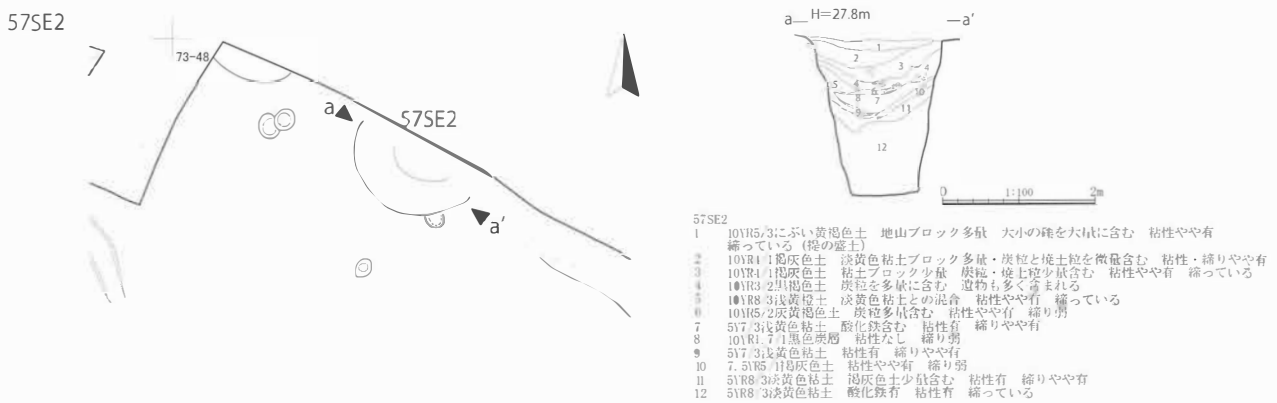 57SE2
73-48
a
57SE2
a'
a H=27.8m a'
1
2
3
4
5
4
6
10
8
7
9
11
12
0 1:100 2m
57SE2
1 10YR5/3にぶい黄褐色土 地山ブロック多量 大小の礫を大量に含む 粘性やや有
締っている (堤の盛土)
2 10YR4/1褐灰色土 淡黄色粘土ブロック多量・炭粒と焼土粒を微量含む 粘性・締りやや有
3 10YR4/1褐灰色土 粘土ブロック少量 炭粒・焼土粒少量含む 粘性やや有 締っている
4 10YR3/2黒褐色土 炭粒を多量に含む 遺物も多く含まれる
5 10YR8/3浅黄橙土 淡黄色粘土との混合 粘性やや有 締っている
6 10YR5/2灰黄褐色土 炭粒多量含む 粘性やや有 締り弱
7 5Y7/3浅黄色粘土 酸化鉄含む 粘性有 締りやや有
8 10YR1.7/1黒色炭層 粘性なし 締り弱
9 5Y7/3浅黄色粘土 粘性有 締りやや有
10 7.5YR5/1褐灰色土 粘性やや有 締り弱
11 5YR8/3淡黄色粘土 褐灰色土少量含む 粘性有 締りやや有
12 5YR8/3淡黄色粘土 酸化鉄有 粘性有 締っている